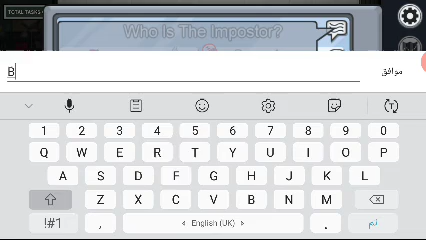 TOTAL TASKS
Who Is The Impostor?
B
موافق
1 2 3 4 5 6 7 8 9 0
Q W E R T Y U I O P
A S D F G H J K L
Z X C V B N M
!#1 , English (UK) . تم